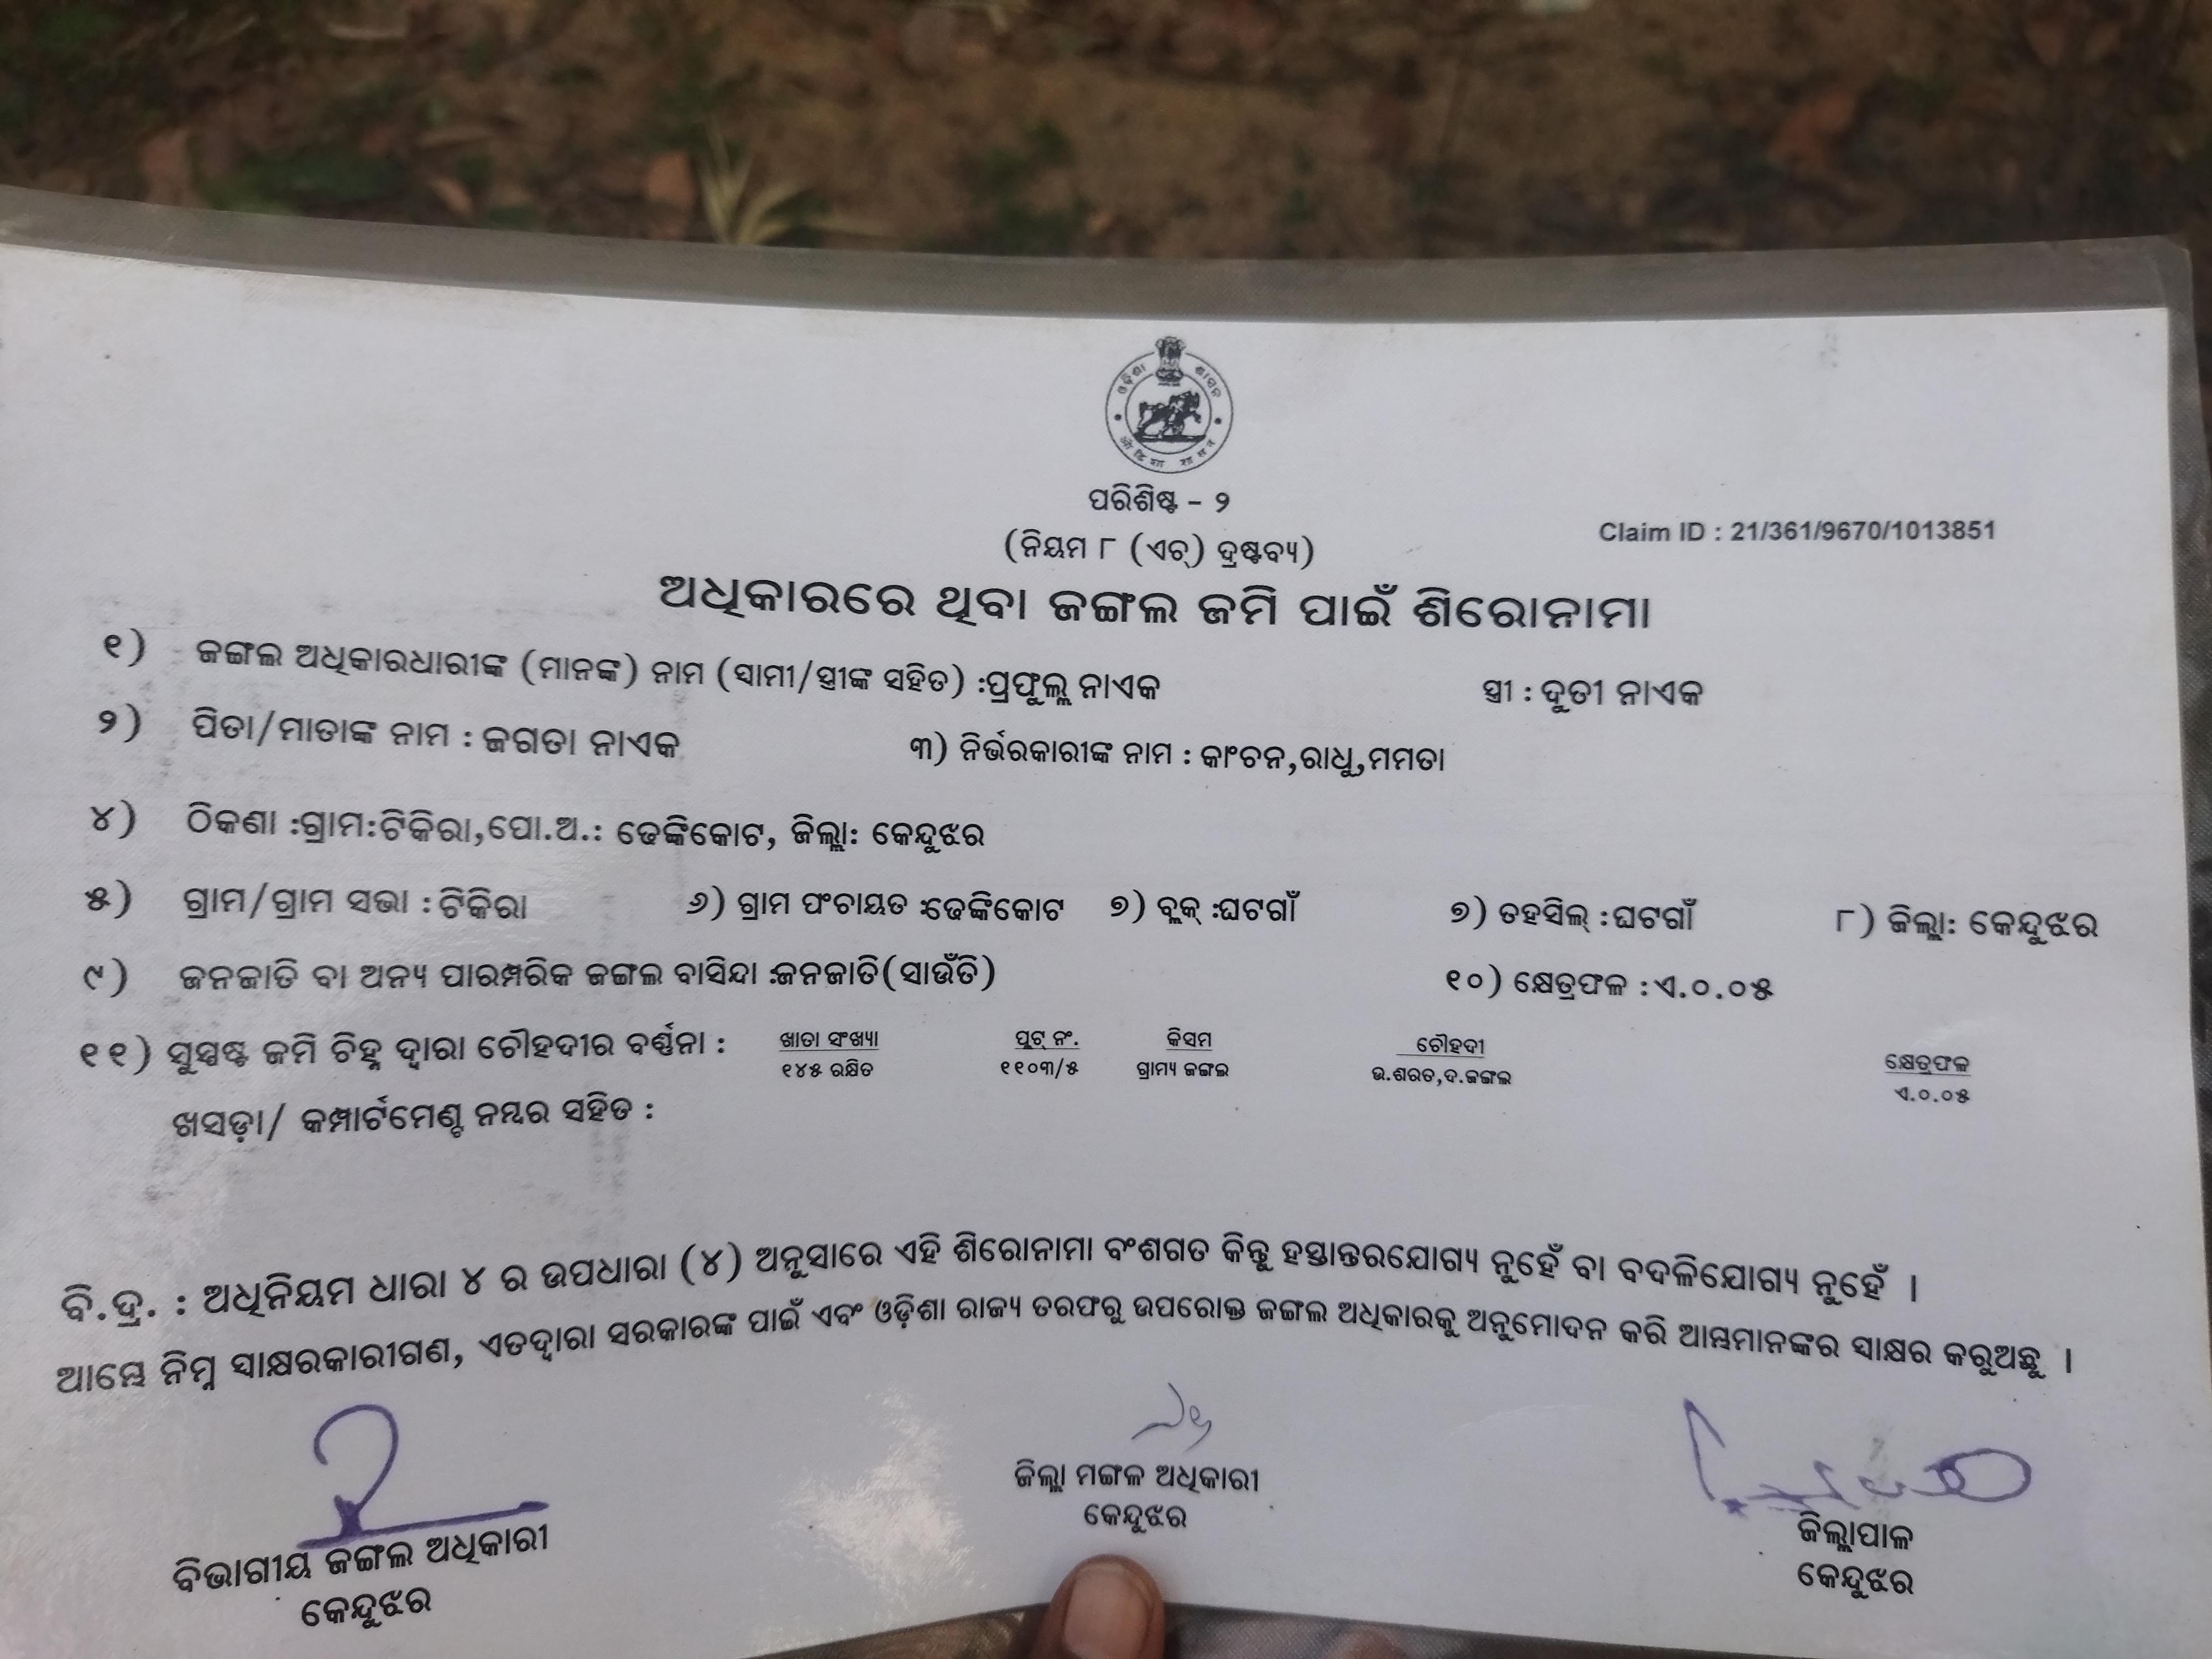 ଓଡ଼ିଶା ଶାସନ
ओडिशा शासन
ପରିଶିଷ୍ଟ - ୨
(ନିୟମ ୮ (ଏଚ୍) ଦ୍ରଷ୍ଟବ୍ୟ)
Claim ID : 21/361/9670/1013851
ଅଧିକାରରେ ଥିବା ଜଙ୍ଗଲ ଜମି ପାଇଁ ଶିରୋନାମା
୧) ଜଙ୍ଗଲ ଅଧିକାରଧାରୀଙ୍କ (ମାନଙ୍କ) ନାମ (ସାମୀ/ସ୍ତ୍ରୀଙ୍କ ସହିତ) :ପ୍ରଫୁଲ୍ଲ ନାଏକ ସ୍ତ୍ରୀ : ଦୁତୀ ନାଏକ
୨) ପିତା/ମାତାଙ୍କ ନାମ : ଜଗତା ନାଏକ ୩) ନିର୍ଭରକାରୀଙ୍କ ନାମ : କାଂଚନ,ରାଧୁ,ମମତା
୪) ଠିକଣା :ଗ୍ରାମ:ଟିକିରା,ପୋ.ଅ.: ଢେଙ୍କିକୋଟ, ଜିଲ୍ଲା: କେନ୍ଦୁଝର
୫) ଗ୍ରାମ/ଗ୍ରାମ ସଭା : ଟିକିରା ୬) ଗ୍ରାମ ପଂଚାୟତ :ଢେଙ୍କିକୋଟ ୭) ବ୍ଲକ୍ :ଘଟଗାଁ ୭) ତହସିଲ୍ : ଘଟଗାଁ ୮) ଜିଲ୍ଲା: କେନ୍ଦୁଝର
୯) ଜନଜାତି ବା ଅନ୍ୟ ପାରମ୍ପରିକ ଜଙ୍ଗଲ ବାସିନ୍ଦା :ଜନଜାତି(ସାଉଁତି) ୧୦) କ୍ଷେତ୍ରଫଳ : ଏ.୦.୦୫
୧୧) ସୁସ୍ପଷ୍ଟ ଜମି ଚିହ୍ନ ଦ୍ୱାରା ଚୌହଦୀର ବର୍ଣ୍ଣନା : ଖାତା ସଂଖ୍ୟା ପ୍ଲଟ୍ ନଂ. କିସମ ଚୌହଦୀ କ୍ଷେତ୍ରଫଳ
୧୪୫ ରକ୍ଷିତ ୧୧୦୩/୫ ଗ୍ରାମ୍ୟ ଜଙ୍ଗଲ ଉ.ଶରତ,ଦ.ଜଙ୍ଗଲ ଏ.୦.୦୫
ଖସଡ଼ା/ କମ୍ପାର୍ଟମେଣ୍ଟ ନମ୍ବର ସହିତ :
ବି.ଦ୍ର. : ଅଧିନିୟମ ଧାରା ୪ ର ଉପଧାରା (୪) ଅନୁସାରେ ଏହି ଶିରୋନାମା ବଂଶଗତ କିନ୍ତୁ ହସ୍ତାନ୍ତରଯୋଗ୍ୟ ନୁହେଁ ବା ବଦଳିଯୋଗ୍ୟ ନୁହେଁ ।
ଆମ୍ଭେ ନିମ୍ନ ସାକ୍ଷରକାରୀଗଣ, ଏତଦ୍ୱାରା ସରକାରଙ୍କ ପାଇଁ ଏବଂ ଓଡ଼ିଶା ରାଜ୍ୟ ତରଫରୁ ଉପରୋକ୍ତ ଜଙ୍ଗଲ ଅଧିକାରକୁ ଅନୁମୋଦନ କରି ଆମ୍ଭମାନଙ୍କର ସାକ୍ଷର କରୁଅଛୁ ।
ବିଭାଗୀୟ ଜଙ୍ଗଲ ଅଧିକାରୀ
କେନ୍ଦୁଝର
ଜିଲ୍ଲା ମଙ୍ଗଳ ଅଧିକାରୀ
କେନ୍ଦୁଝର
ଜିଲ୍ଲାପାଳ
କେନ୍ଦୁଝର